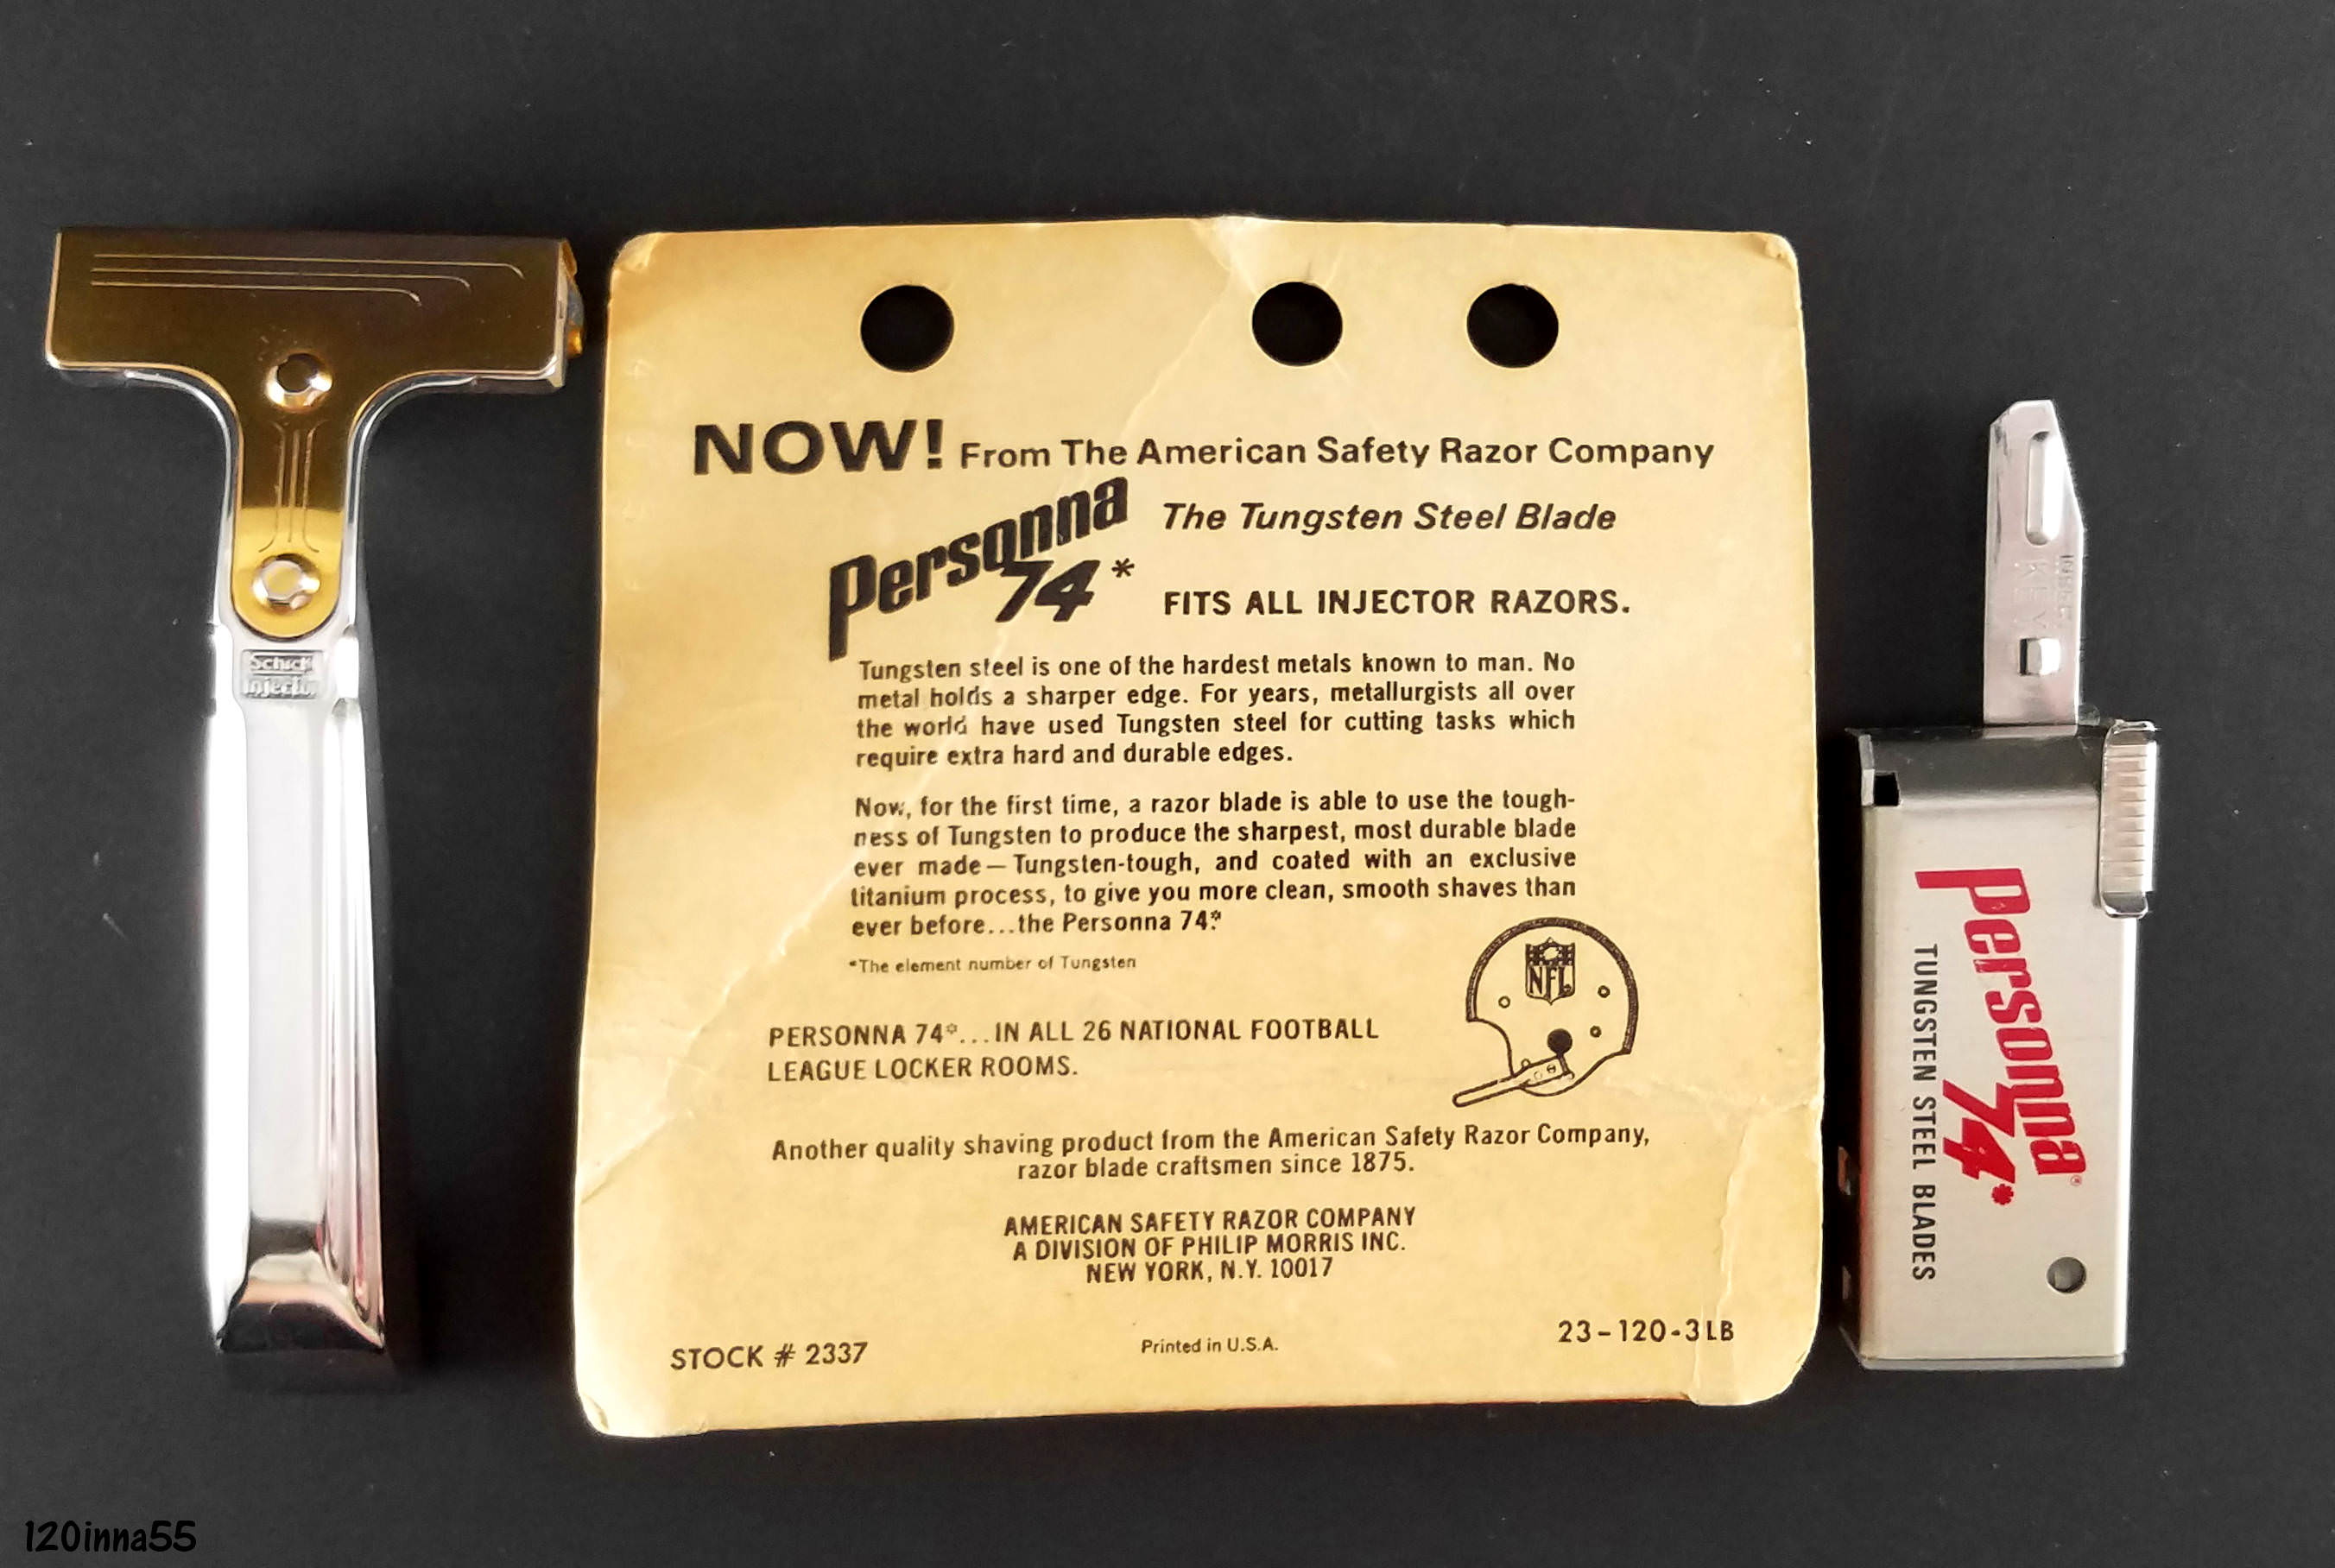 Schick
Injector
NOW! From The American Safety Razor Company
Personna
74*
The Tungsten Steel Blade
FITS ALL INJECTOR RAZORS.
Tungsten steel is one of the hardest metals known to man. No
metal holds a sharper edge. For years, metallurgists all over
the world have used Tungsten steel for cutting tasks which
require extra hard and durable edges.
Now, for the first time, a razor blade is able to use the tough-
ness of Tungsten to produce the sharpest, most durable blade
ever made — Tungsten-tough, and coated with an exclusive
titanium process, to give you more clean, smooth shaves than
ever before...the Personna 74*.
*The element number of Tungsten
NFL
PERSONNA 74*...IN ALL 26 NATIONAL FOOTBALL
LEAGUE LOCKER ROOMS.
Another quality shaving product from the American Safety Razor Company,
razor blade craftsmen since 1875.
AMERICAN SAFETY RAZOR COMPANY
A DIVISION OF PHILIP MORRIS INC.
NEW YORK, N.Y. 10017
STOCK # 2337
Printed in U.S.A.
23-120-3LB
KEY
Personna®
74*
TUNGSTEN STEEL BLADES
120inna55